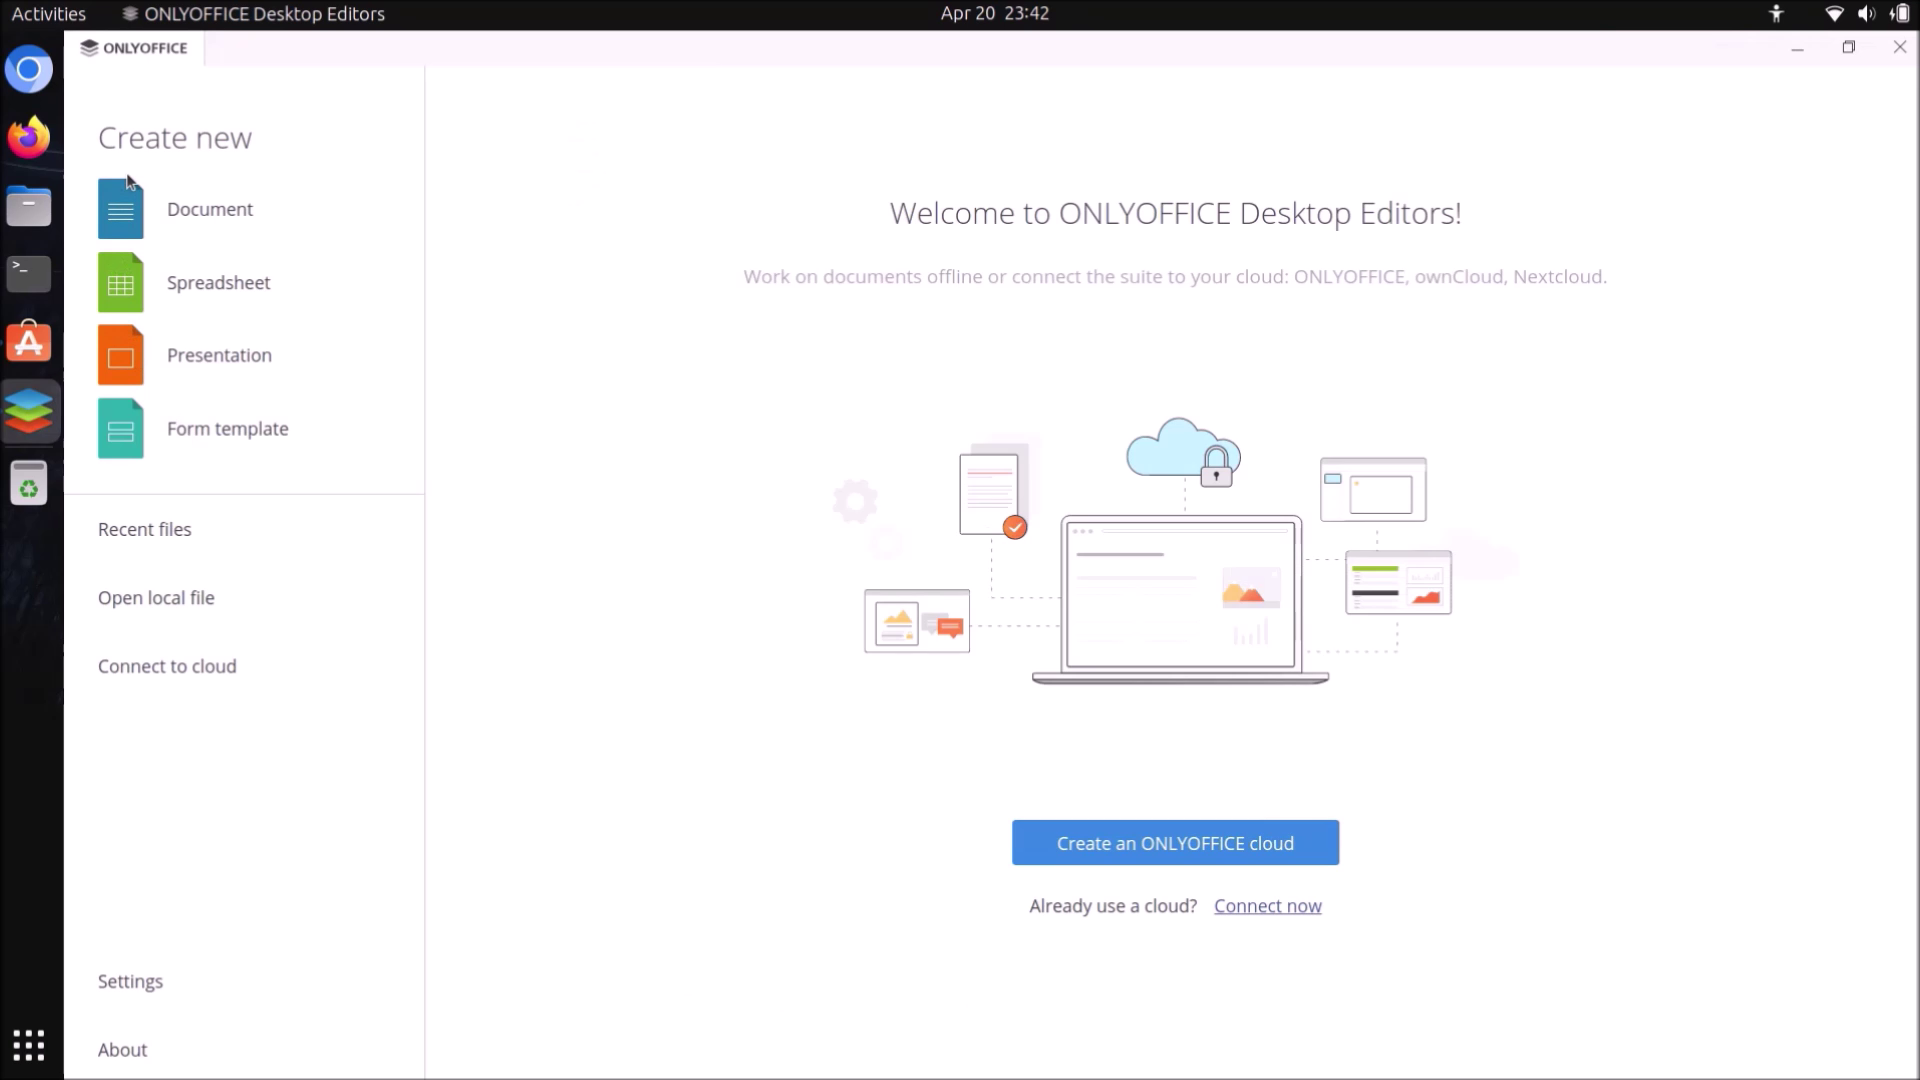 Activities
ONLYOFFICE Desktop Editors
Apr 20 23:42
ONLYOFFICE
Create new
Document
Spreadsheet
Presentation
Form template
Recent files
Open local file
Connect to cloud
Settings
About
Welcome to ONLYOFFICE Desktop Editors!
Work on documents offline or connect the suite to your cloud: ONLYOFFICE, ownCloud, Nextcloud.
Create an ONLYOFFICE cloud
Already use a cloud? Connect now